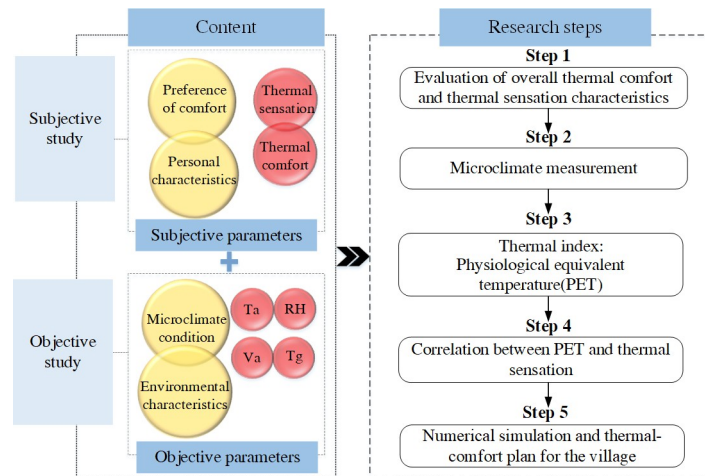 Content
Subjective
study
Preference
of comfort
Thermal
sensation
Personal
characteristics
Thermal
comfort
Subjective parameters
+
Objective
study
Microclimate
condition
Ta
RH
Va
Tg
Environmental
characteristics
Objective parameters
Research steps
Step 1
Evaluation of overall thermal comfort
and thermal sensation characteristics
Step 2
Microclimate measurement
Step 3
Thermal index:
Physiological equivalent
temperature(PET)
Step 4
Correlation between PET and thermal
sensation
Step 5
Numerical simulation and thermal-
comfort plan for the village